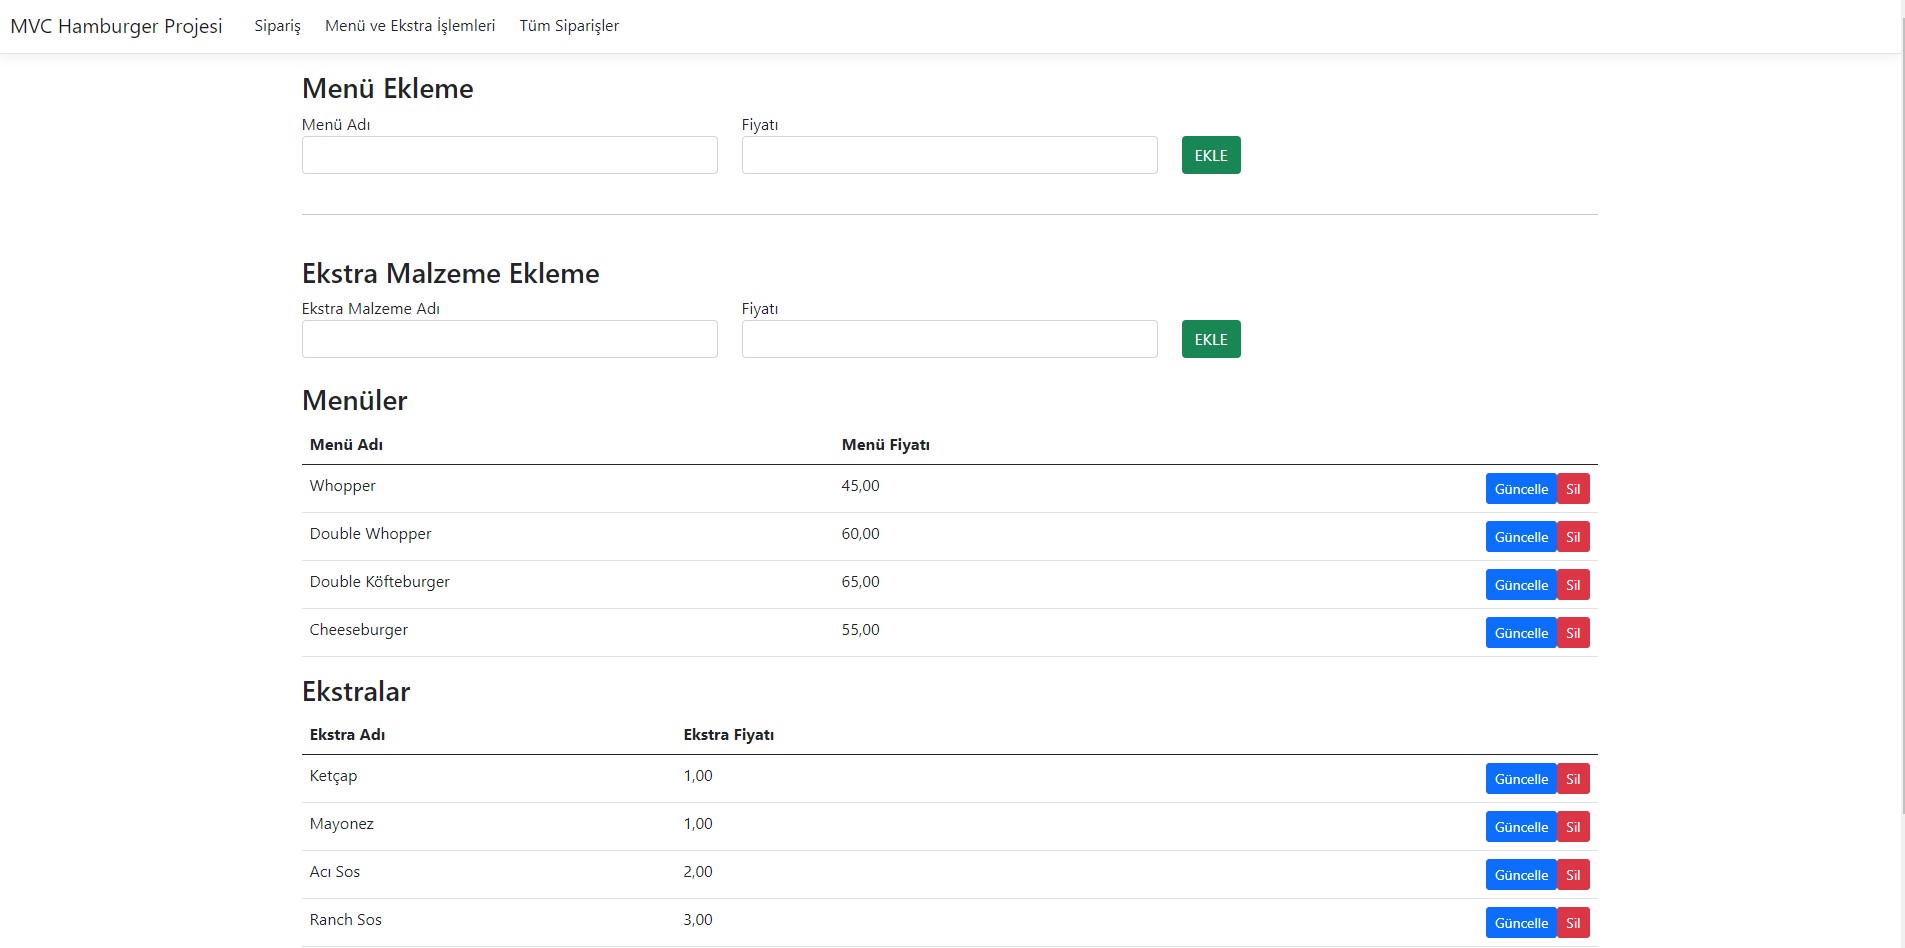 MVC Hamburger Projesi Sipariş Menü ve Ekstra İşlemleri Tüm Siparişler
Menü Ekleme
Menü Adı Fiyatı
EKLE
Ekstra Malzeme Ekleme
Ekstra Malzeme Adı Fiyatı
EKLE
Menüler
Menü Adı Menü Fiyatı
Whopper 45,00 Güncelle Sil
Double Whopper 60,00 Güncelle Sil
Double Köfteburger 65,00 Güncelle Sil
Cheeseburger 55,00 Güncelle Sil
Ekstralar
Ekstra Adı Ekstra Fiyatı
Ketçap 1,00 Güncelle Sil
Mayonez 1,00 Güncelle Sil
Acı Sos 2,00 Güncelle Sil
Ranch Sos 3,00 Güncelle Sil